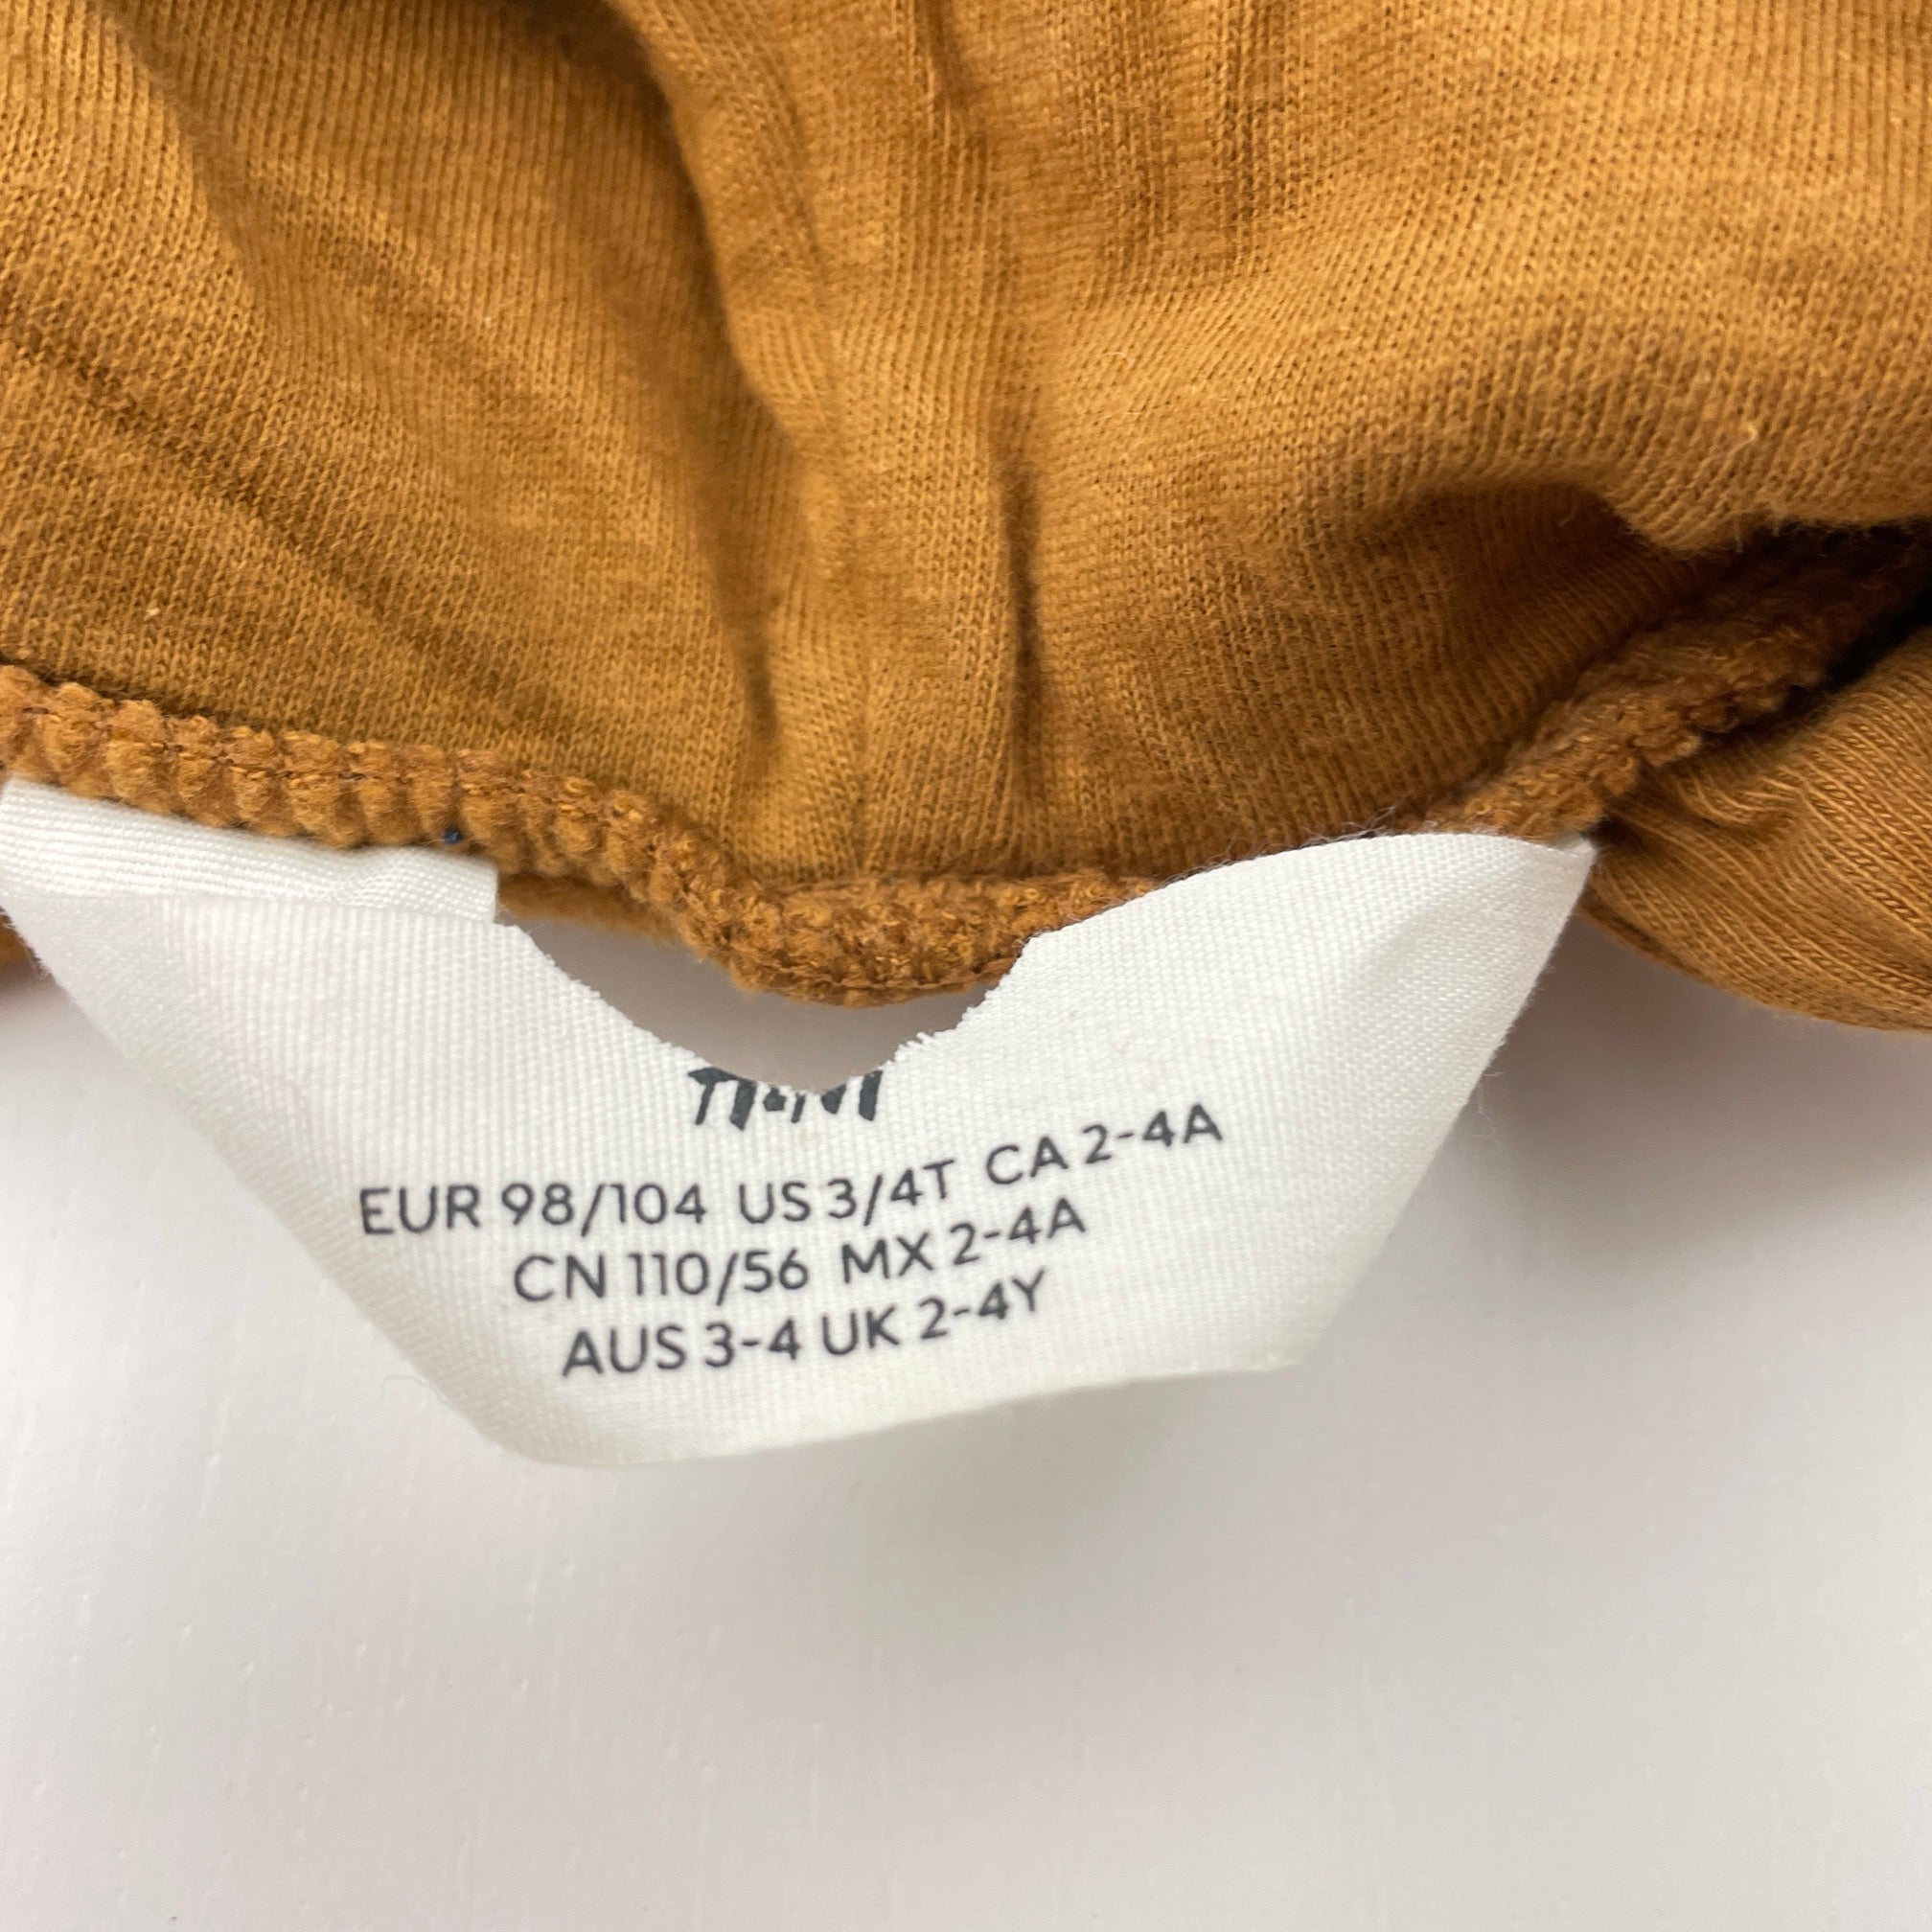 H&M
EUR 98/104 US 3/4T CA 2-4A
CN 110/56 MX 2-4A
AUS 3-4 UK 2-4Y